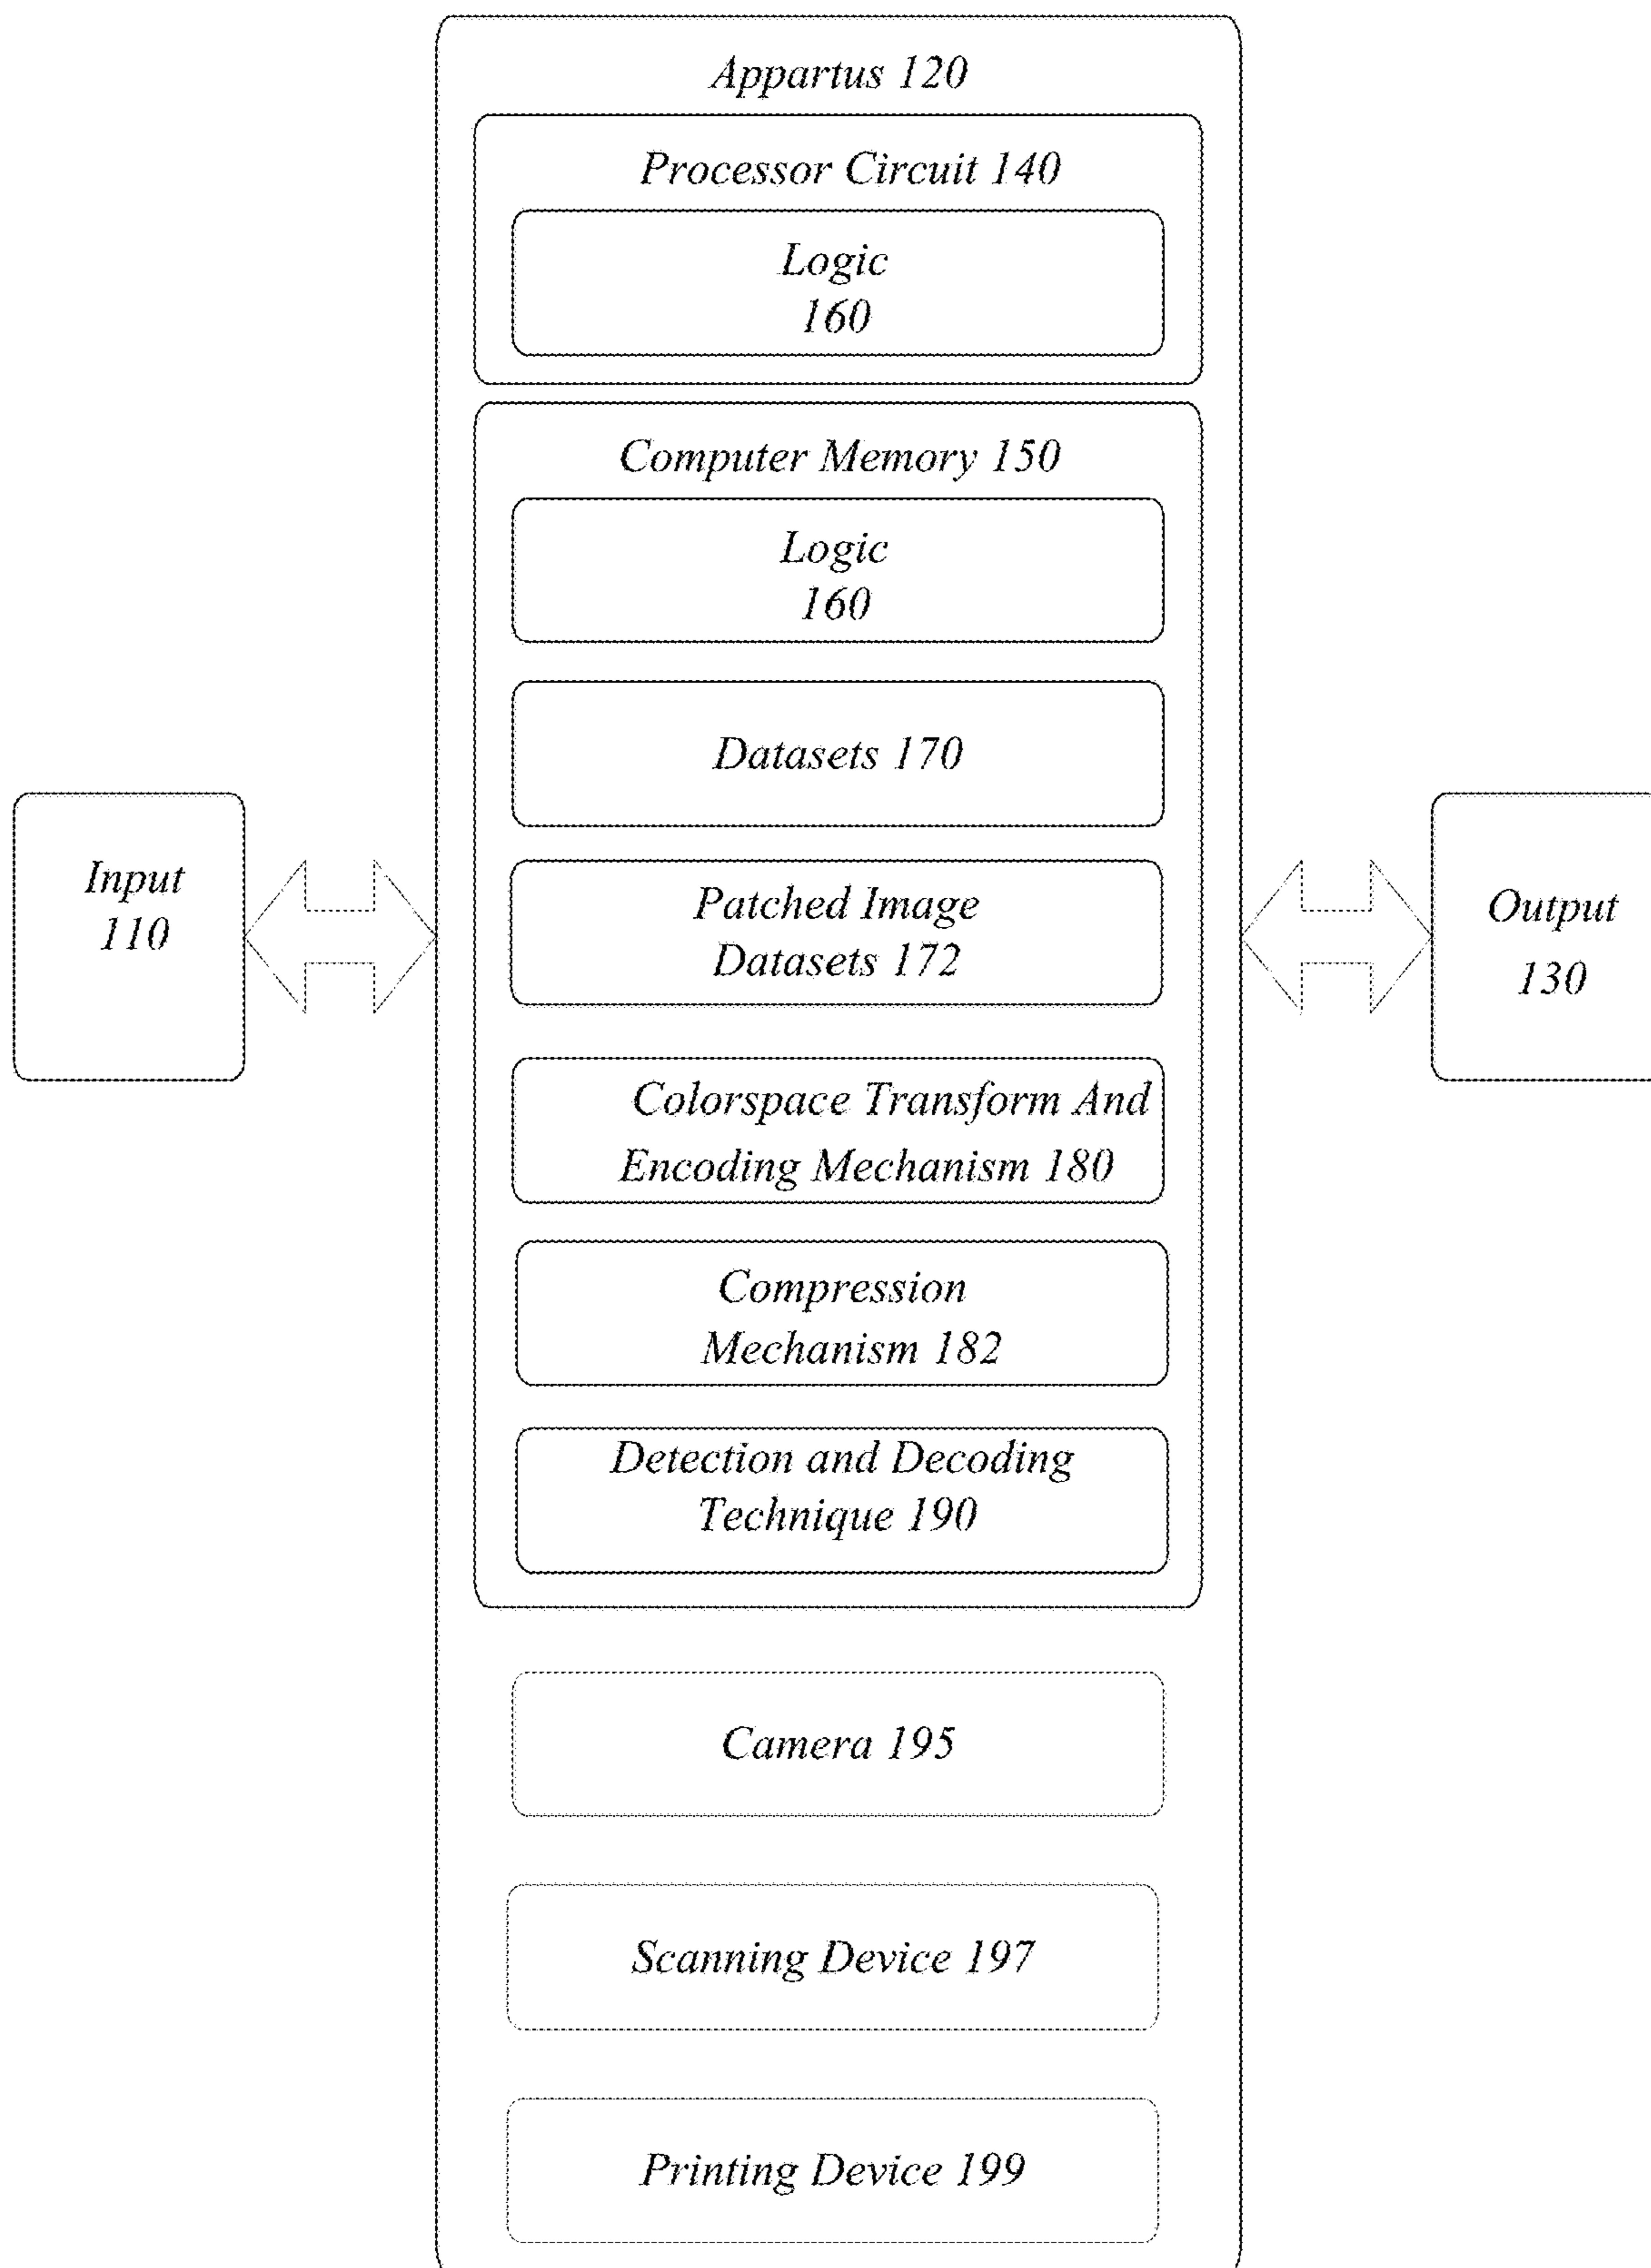 Appartus 120
Processor Circuit 140
Logic
160
Computer Memory 150
Logic
160
Datasets 170
Patched Image
Datasets 172
Colorspace Transform And
Encoding Mechanism 180
Compression
Mechanism 182
Detection and Decoding
Technique 190
Camera 195
Scanning Device 197
Printing Device 199
Input
110
Output
130